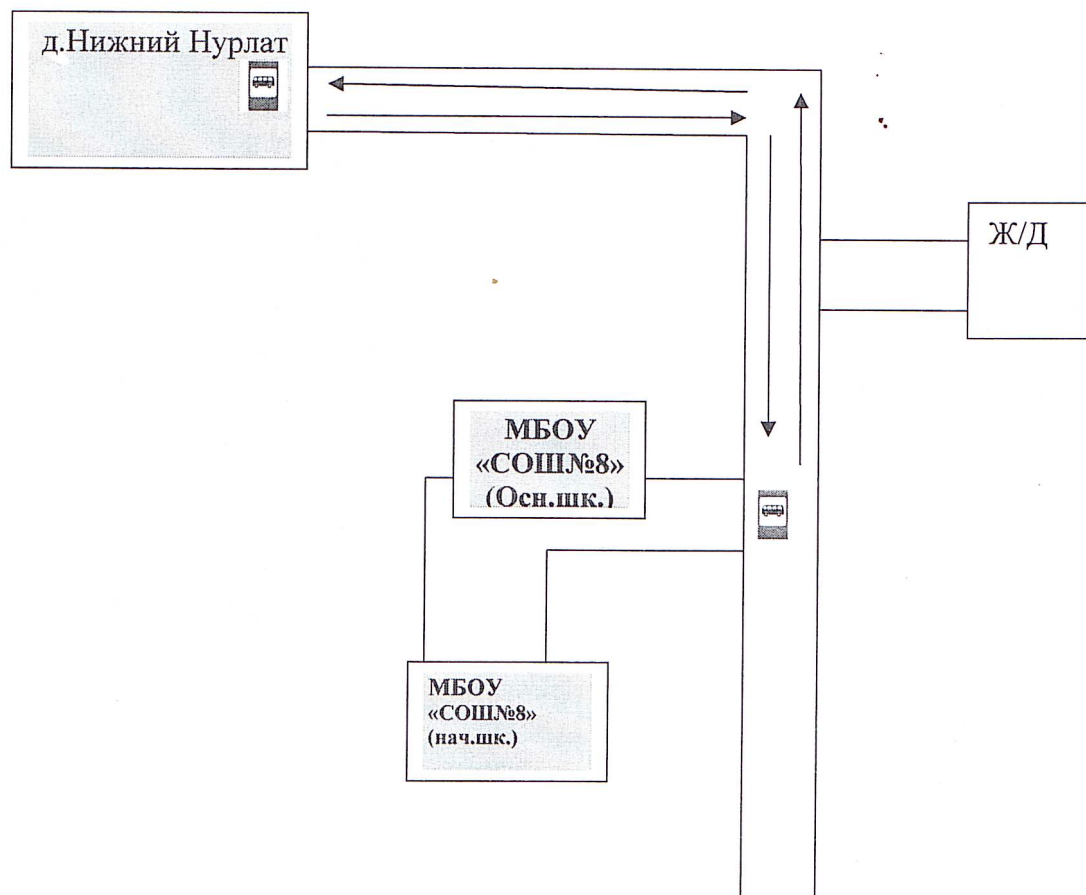 д.Нижний Нурлат
Ж/Д
МБОУ
«СОШ№8»
(Осн.шк.)
МБОУ
«СОШ№8»
(нач.шк.)